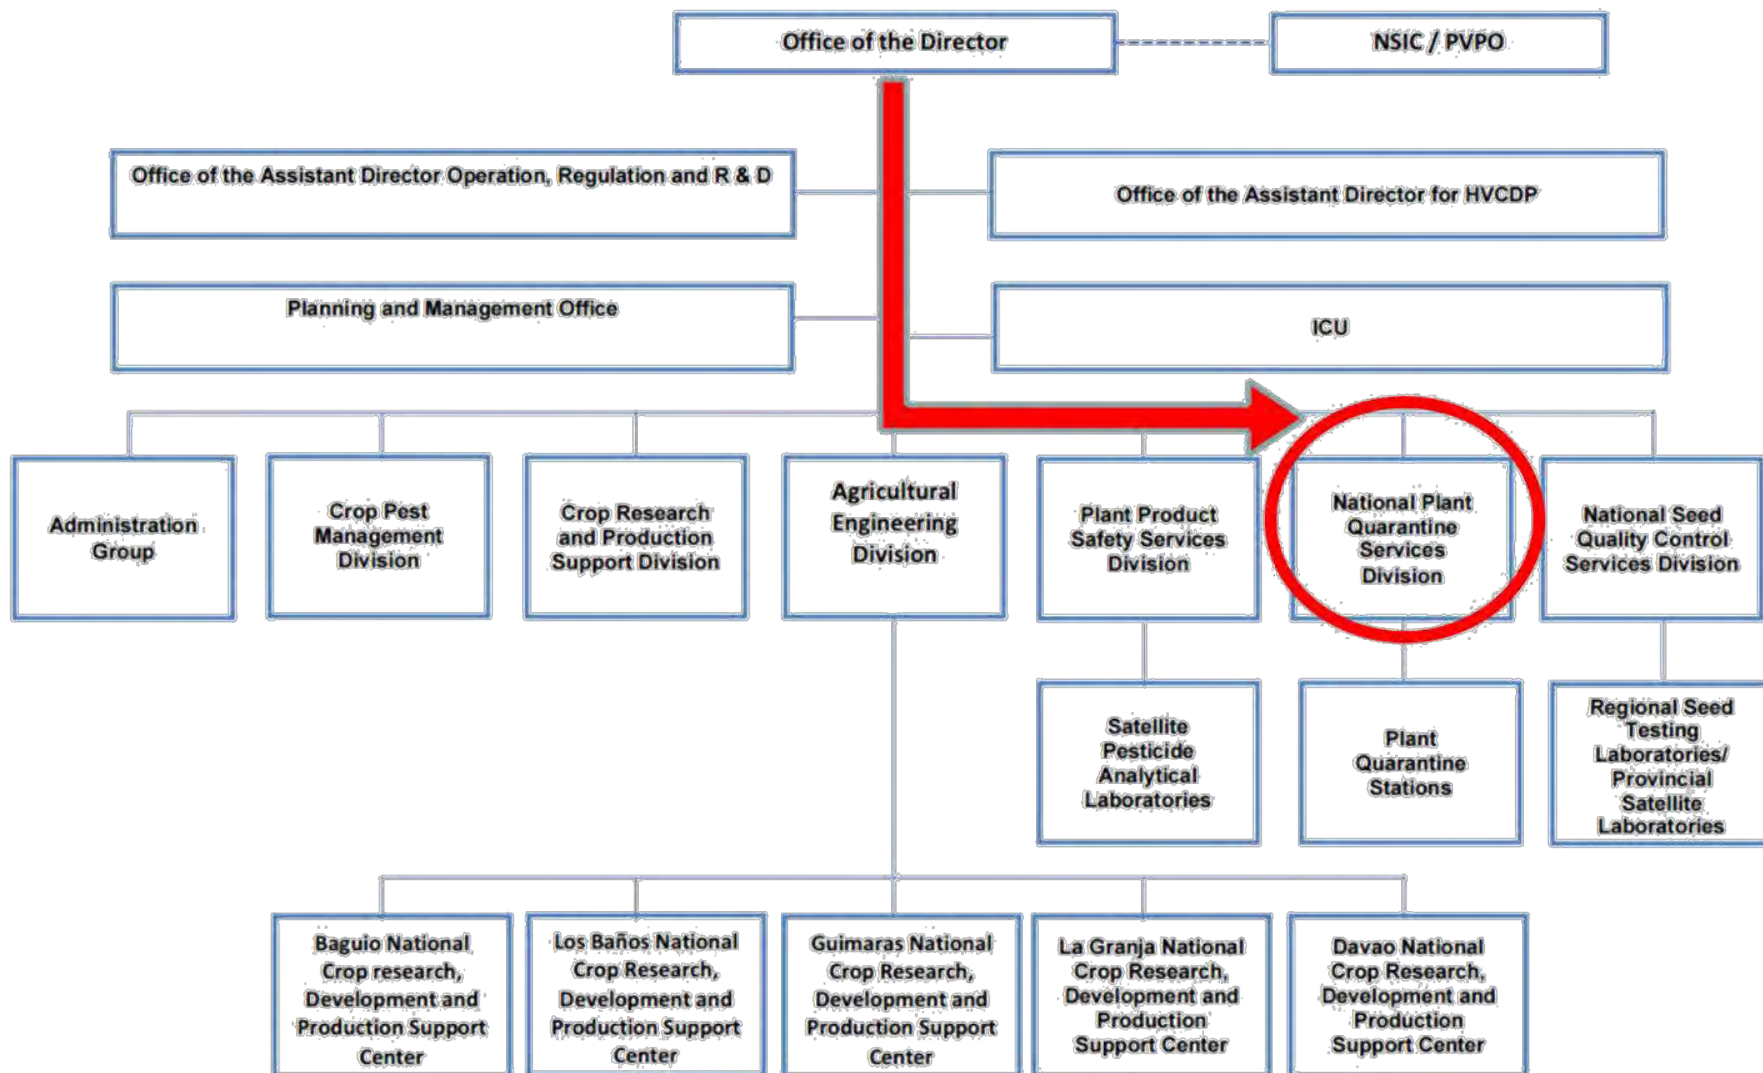 Office of the Director
NSIC / PVPO
Office of the Assistant Director Operation, Regulation and R & D
Office of the Assistant Director for HVCDP
Planning and Management Office
ICU
Administration
Group
Crop Pest
Management
Division
Crop Research
and Production
Support Division
Agricultural
Engineering
Division
Plant Product
Safety Services
Division
National Plant
Quarantine
Services
Division
National Seed
Quality Control
Services Division
Satellite
Pesticide
Analytical
Laboratories
Plant
Quarantine
Stations
Regional Seed
Testing
Laboratories/
Provincial
Satellite
Laboratories
Baguio National
Crop research,
Development and
Production Support
Center
Los Baños National
Crop Research,
Development and
Production Support
Center
Guimaras National
Crop Research,
Development and
Production Support
Center
La Granja National
Crop Research,
Development and
Production
Support Center
Davao National
Crop Research,
Development and
Production
Support Center